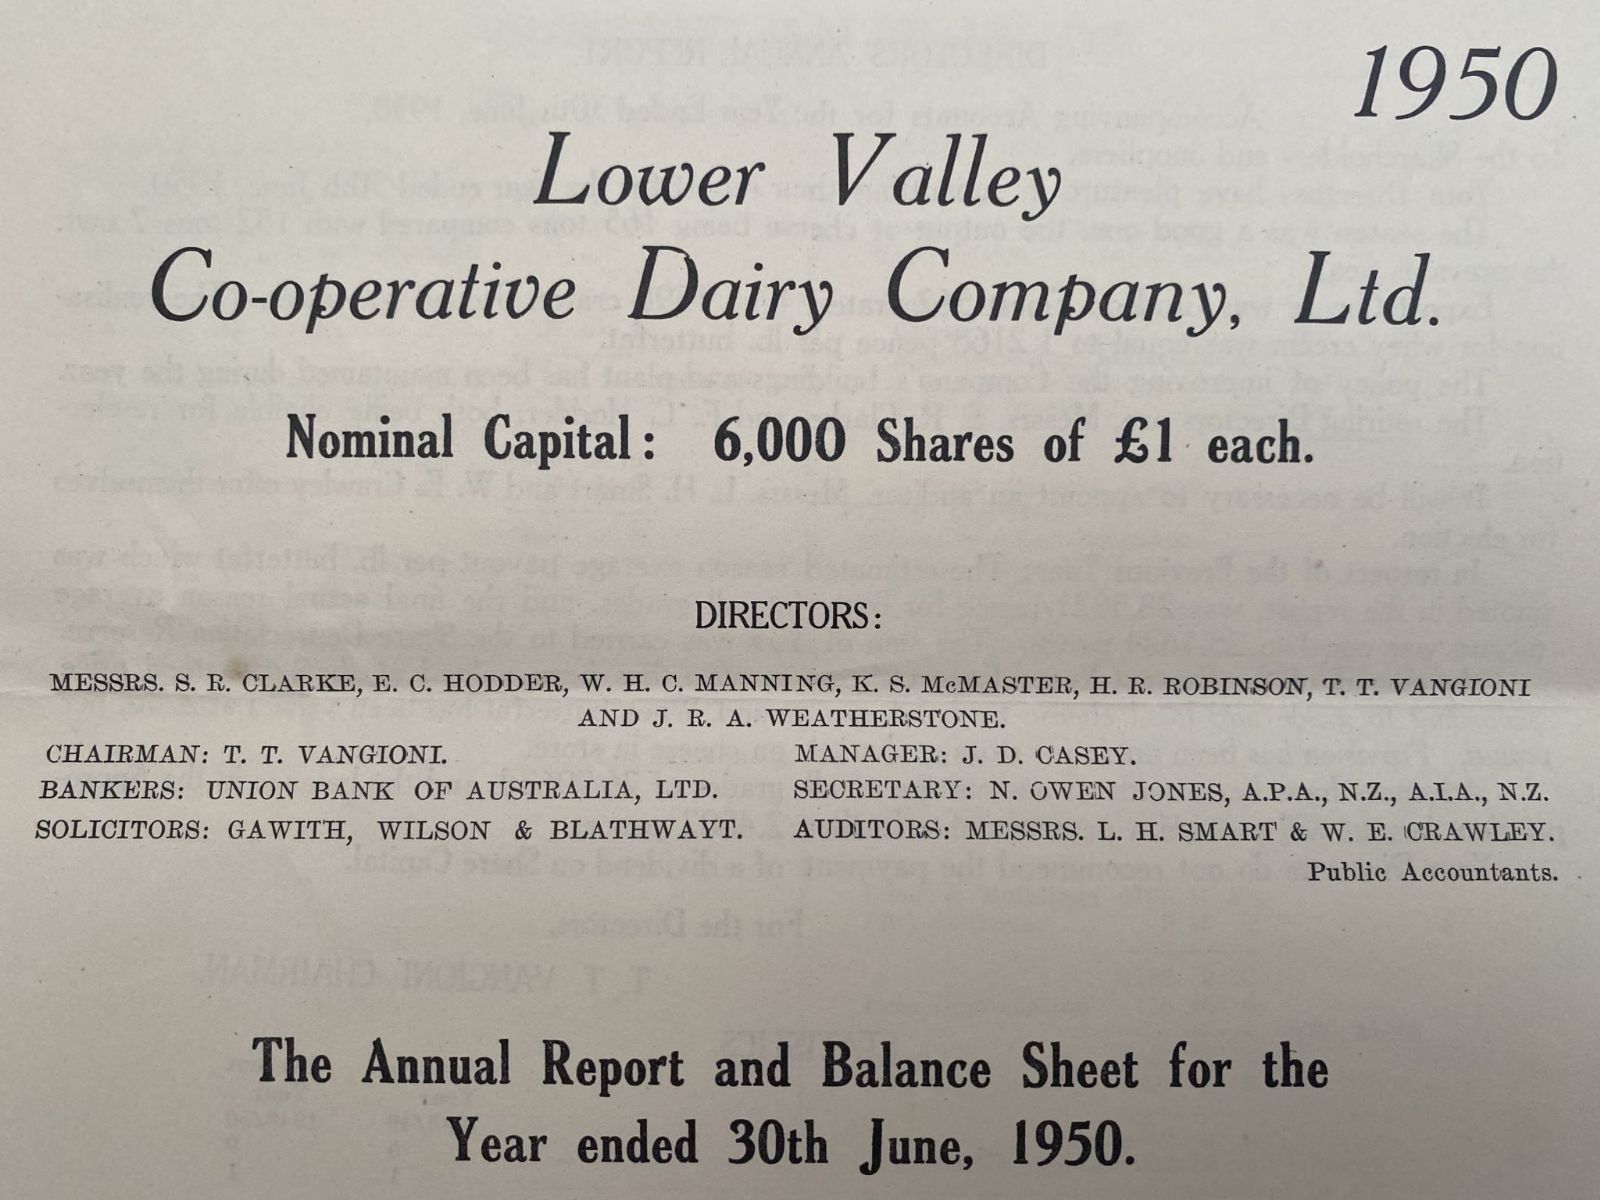 1950
Lower Valley
Co-operative Dairy Company, Ltd.
Nominal Capital: 6,000 Shares of £1 each.
DIRECTORS:
MESSRS. S. R. CLARKE, E. C. HODDER, W. H. C. MANNING, K. S. McMASTER, H. R. ROBINSON, T. T. VANGIONI
AND J. R. A. WEATHERSTONE.
CHAIRMAN: T. T. VANGIONI. MANAGER: J. D. CASEY.
BANKERS: UNION BANK OF AUSTRALIA, LTD. SECRETARY: N. OWEN JONES, A.P.A., N.Z., A.I.A., N.Z.
SOLICITORS: GAWITH, WILSON & BLATHWAYT. AUDITORS: MESSRS. L. H. SMART & W. E. CRAWLEY.
Public Accountants.
The Annual Report and Balance Sheet for the
Year ended 30th June, 1950.